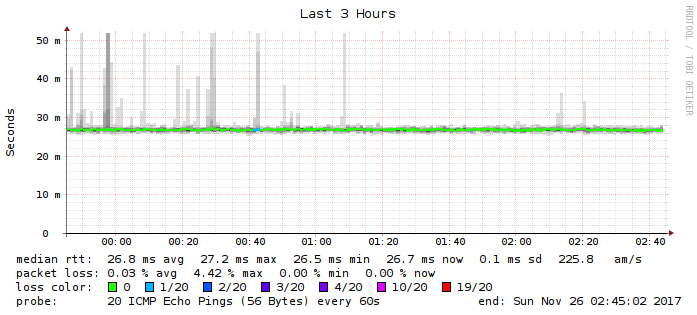 Last 3 Hours
RRDTOOL / TOBI OETIKER
Seconds
50 m
40 m
30 m
20 m
10 m
0
00:00 00:20 00:40 01:00 01:20 01:40 02:00 02:20 02:40
median rtt: 26.8 ms avg 27.2 ms max 26.5 ms min 26.7 ms now 0.1 ms sd 225.8 am/s
packet loss: 0.03 % avg 4.42 % max 0.00 % min 0.00 % now
loss color: 0 1/20 2/20 3/20 4/20 10/20 19/20
probe: 20 ICMP Echo Pings (56 Bytes) every 60s end: Sun Nov 26 02:45:02 2017